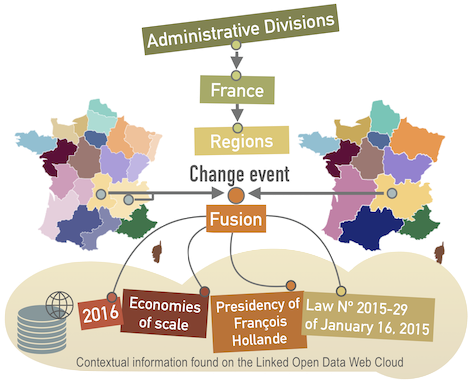 Administrative Divisions
France
Regions
Change event
Fusion
2016
Economies
of scale
Presidency of
François
Hollande
Law Nº 2015-29
of January 16, 2015
Contextual information found on the Linked Open Data Web Cloud